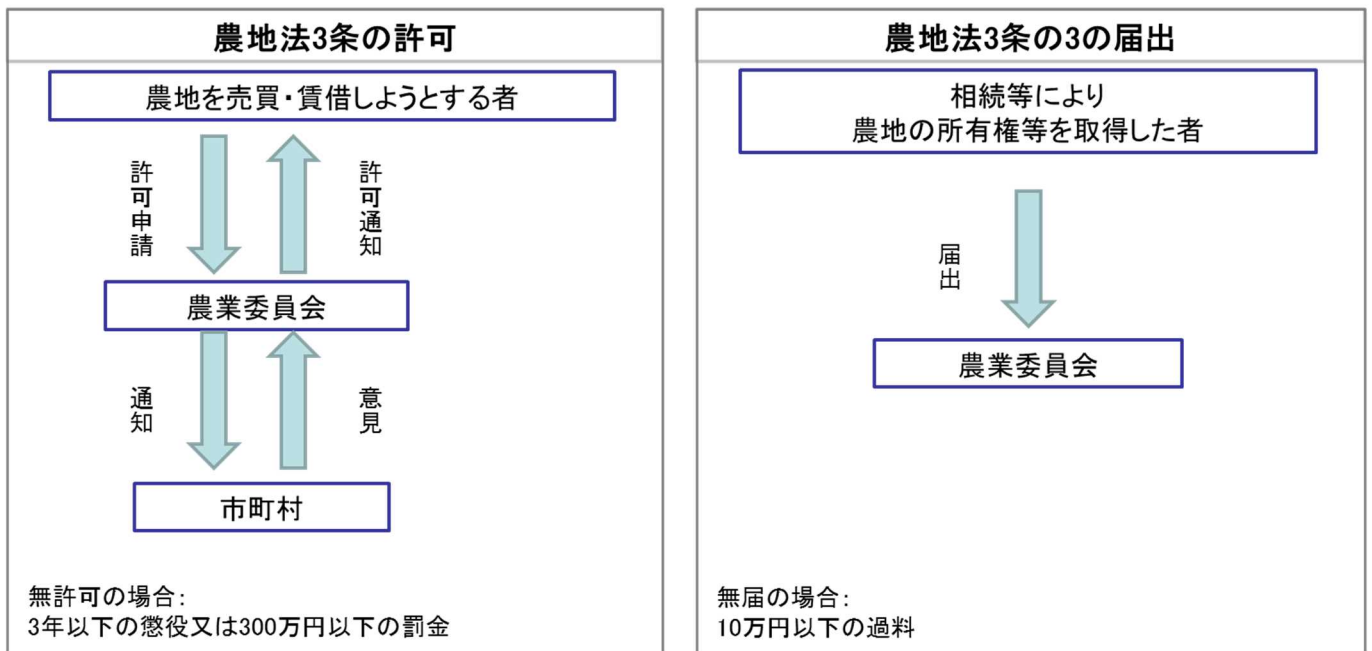 農地法3条の許可
農地を売買・賃借しようとする者
許可申請
許可通知
農業委員会
通知
意見
市町村
無許可の場合：
3年以下の懲役又は300万円以下の罰金
農地法3条の3の届出
相続等により
農地の所有権等を取得した者
届出
農業委員会
無届の場合：
10万円以下の過料